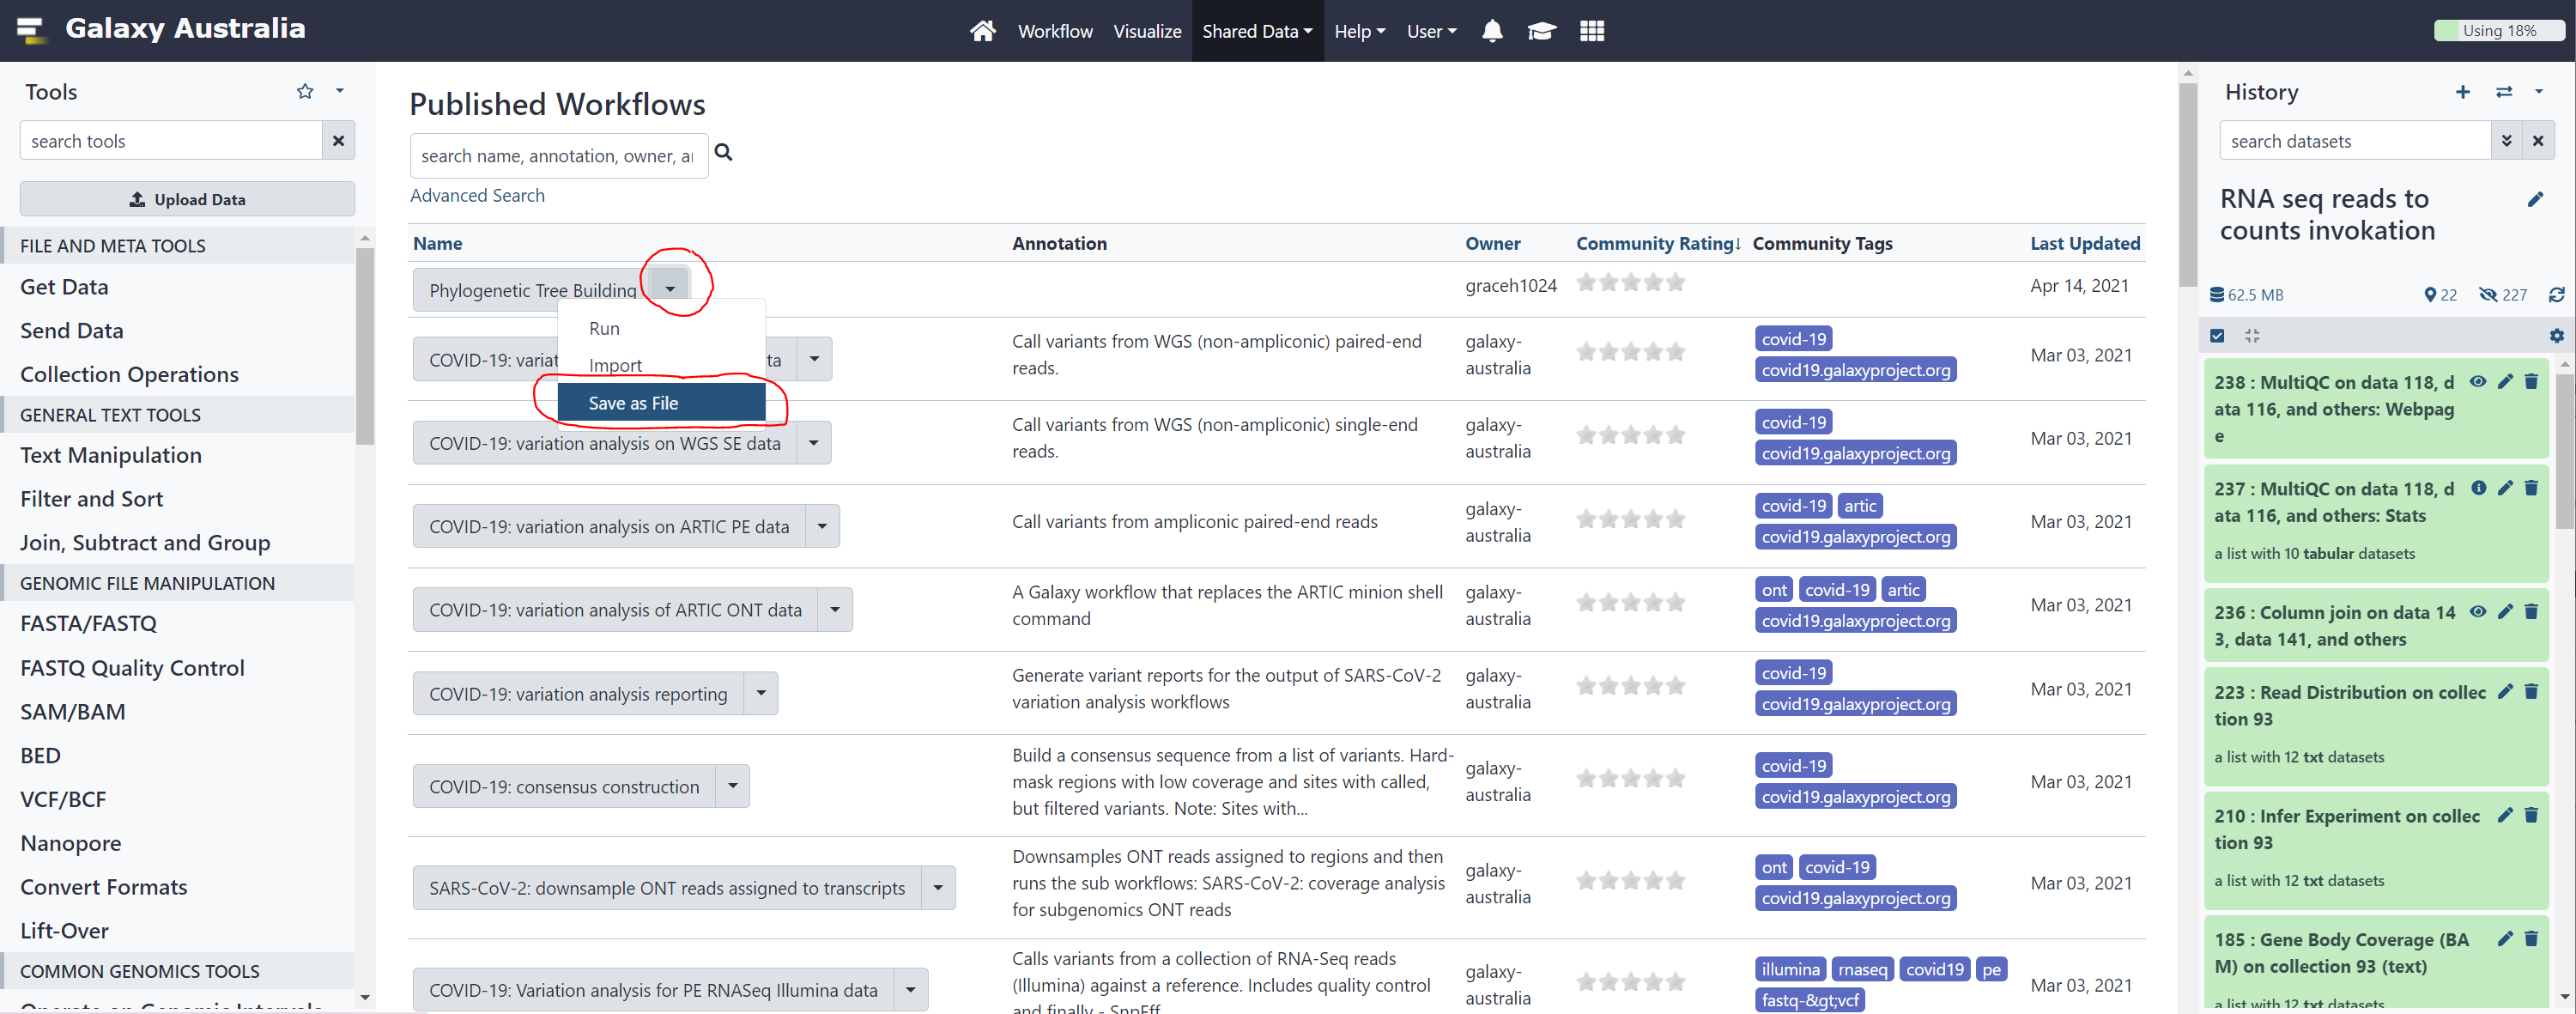 Galaxy Australia
Workflow
Visualize
Shared Data
Help
User
Using 18%
Tools
search tools
Upload Data
FILE AND META TOOLS
Get Data
Send Data
Collection Operations
GENERAL TEXT TOOLS
Text Manipulation
Filter and Sort
Join, Subtract and Group
GENOMIC FILE MANIPULATION
FASTA/FASTQ
FASTQ Quality Control
SAM/BAM
BED
VCF/BCF
Nanopore
Convert Formats
Lift-Over
COMMON GENOMICS TOOLS
Operate on Genomic Intervals
Published Workflows
search name, annotation, owner, a
Advanced Search
Name
Annotation
Owner
Community Rating↓
Community Tags
Last Updated
Phylogenetic Tree Building
graceh1024
Apr 14, 2021
Run
Import
Save as File
COVID-19: variat
ta
Call variants from WGS (non-ampliconic) paired-end
reads.
galaxy-
australia
covid-19
covid19.galaxyproject.org
Mar 03, 2021
COVID-19: variation analysis on WGS SE data
Call variants from WGS (non-ampliconic) single-end
reads.
galaxy-
australia
covid-19
covid19.galaxyproject.org
Mar 03, 2021
COVID-19: variation analysis on ARTIC PE data
Call variants from ampliconic paired-end reads
galaxy-
australia
covid-19 artic
covid19.galaxyproject.org
Mar 03, 2021
COVID-19: variation analysis of ARTIC ONT data
A Galaxy workflow that replaces the ARTIC minion shell
command
galaxy-
australia
ont covid-19 artic
covid19.galaxyproject.org
Mar 03, 2021
COVID-19: variation analysis reporting
Generate variant reports for the output of SARS-CoV-2
variation analysis workflows
galaxy-
australia
covid-19
covid19.galaxyproject.org
Mar 03, 2021
COVID-19: consensus construction
Build a consensus sequence from a list of variants. Hard-
mask regions with low coverage and sites with called,
but filtered variants. Note: Sites with...
galaxy-
australia
covid-19
covid19.galaxyproject.org
Mar 03, 2021
SARS-CoV-2: downsample ONT reads assigned to transcripts
Downsamples ONT reads assigned to regions and then
runs the sub workflows: SARS-CoV-2: coverage analysis
for subgenomics ONT reads
galaxy-
australia
ont covid-19
covid19.galaxyproject.org
Mar 03, 2021
COVID-19: Variation analysis for PE RNASeq Illumina data
Calls variants from a collection of RNA-Seq reads
(Illumina) against a reference. Includes quality control
and finally - SnpEff
galaxy-
australia
illumina rnaseq covid19 pe
fastq-&gt;vcf
Mar 03, 2021
History
search datasets
RNA seq reads to
counts invokation
62.5 MB
22
227
238 : MultiQC on data 118, d
ata 116, and others: Webpag
e
237 : MultiQC on data 118, d
ata 116, and others: Stats
a list with 10 tabular datasets
236 : Column join on data 14
3, data 141, and others
223 : Read Distribution on collec
tion 93
a list with 12 txt datasets
210 : Infer Experiment on collec
tion 93
a list with 12 txt datasets
185 : Gene Body Coverage (BA
M) on collection 93 (text)
a list with 12 txt datasets